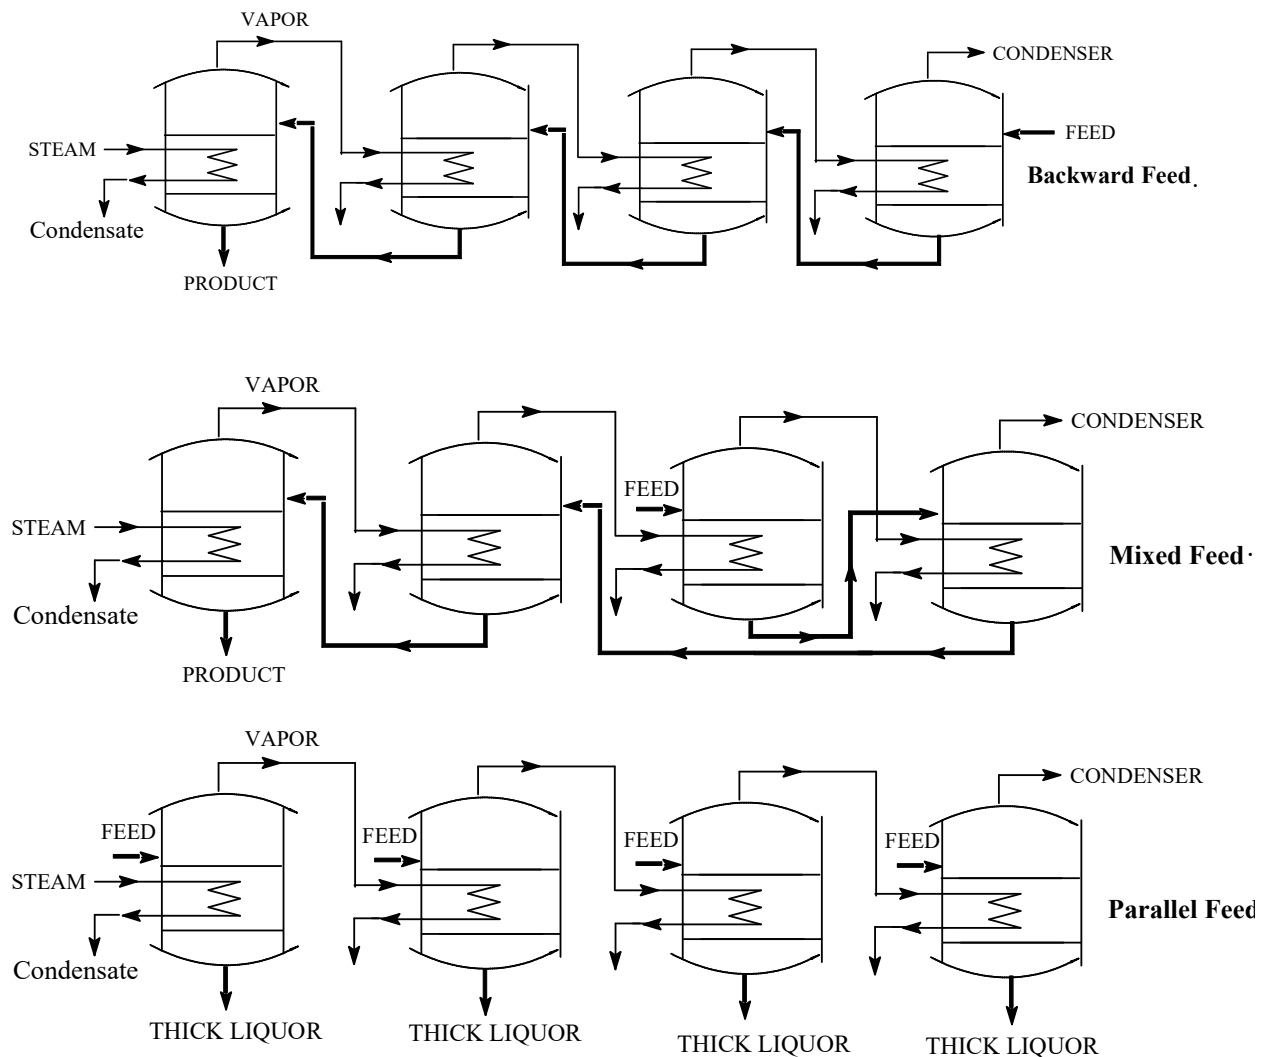 VAPOR
CONDENSER
FEED
STEAM
Backward Feed.
Condensate
PRODUCT
VAPOR
CONDENSER
FEED
STEAM
Mixed Feed.
Condensate
PRODUCT
VAPOR
CONDENSER
FEED
FEED
FEED
FEED
STEAM
Parallel Feed
Condensate
THICK LIQUOR
THICK LIQUOR
THICK LIQUOR
THICK LIQUOR